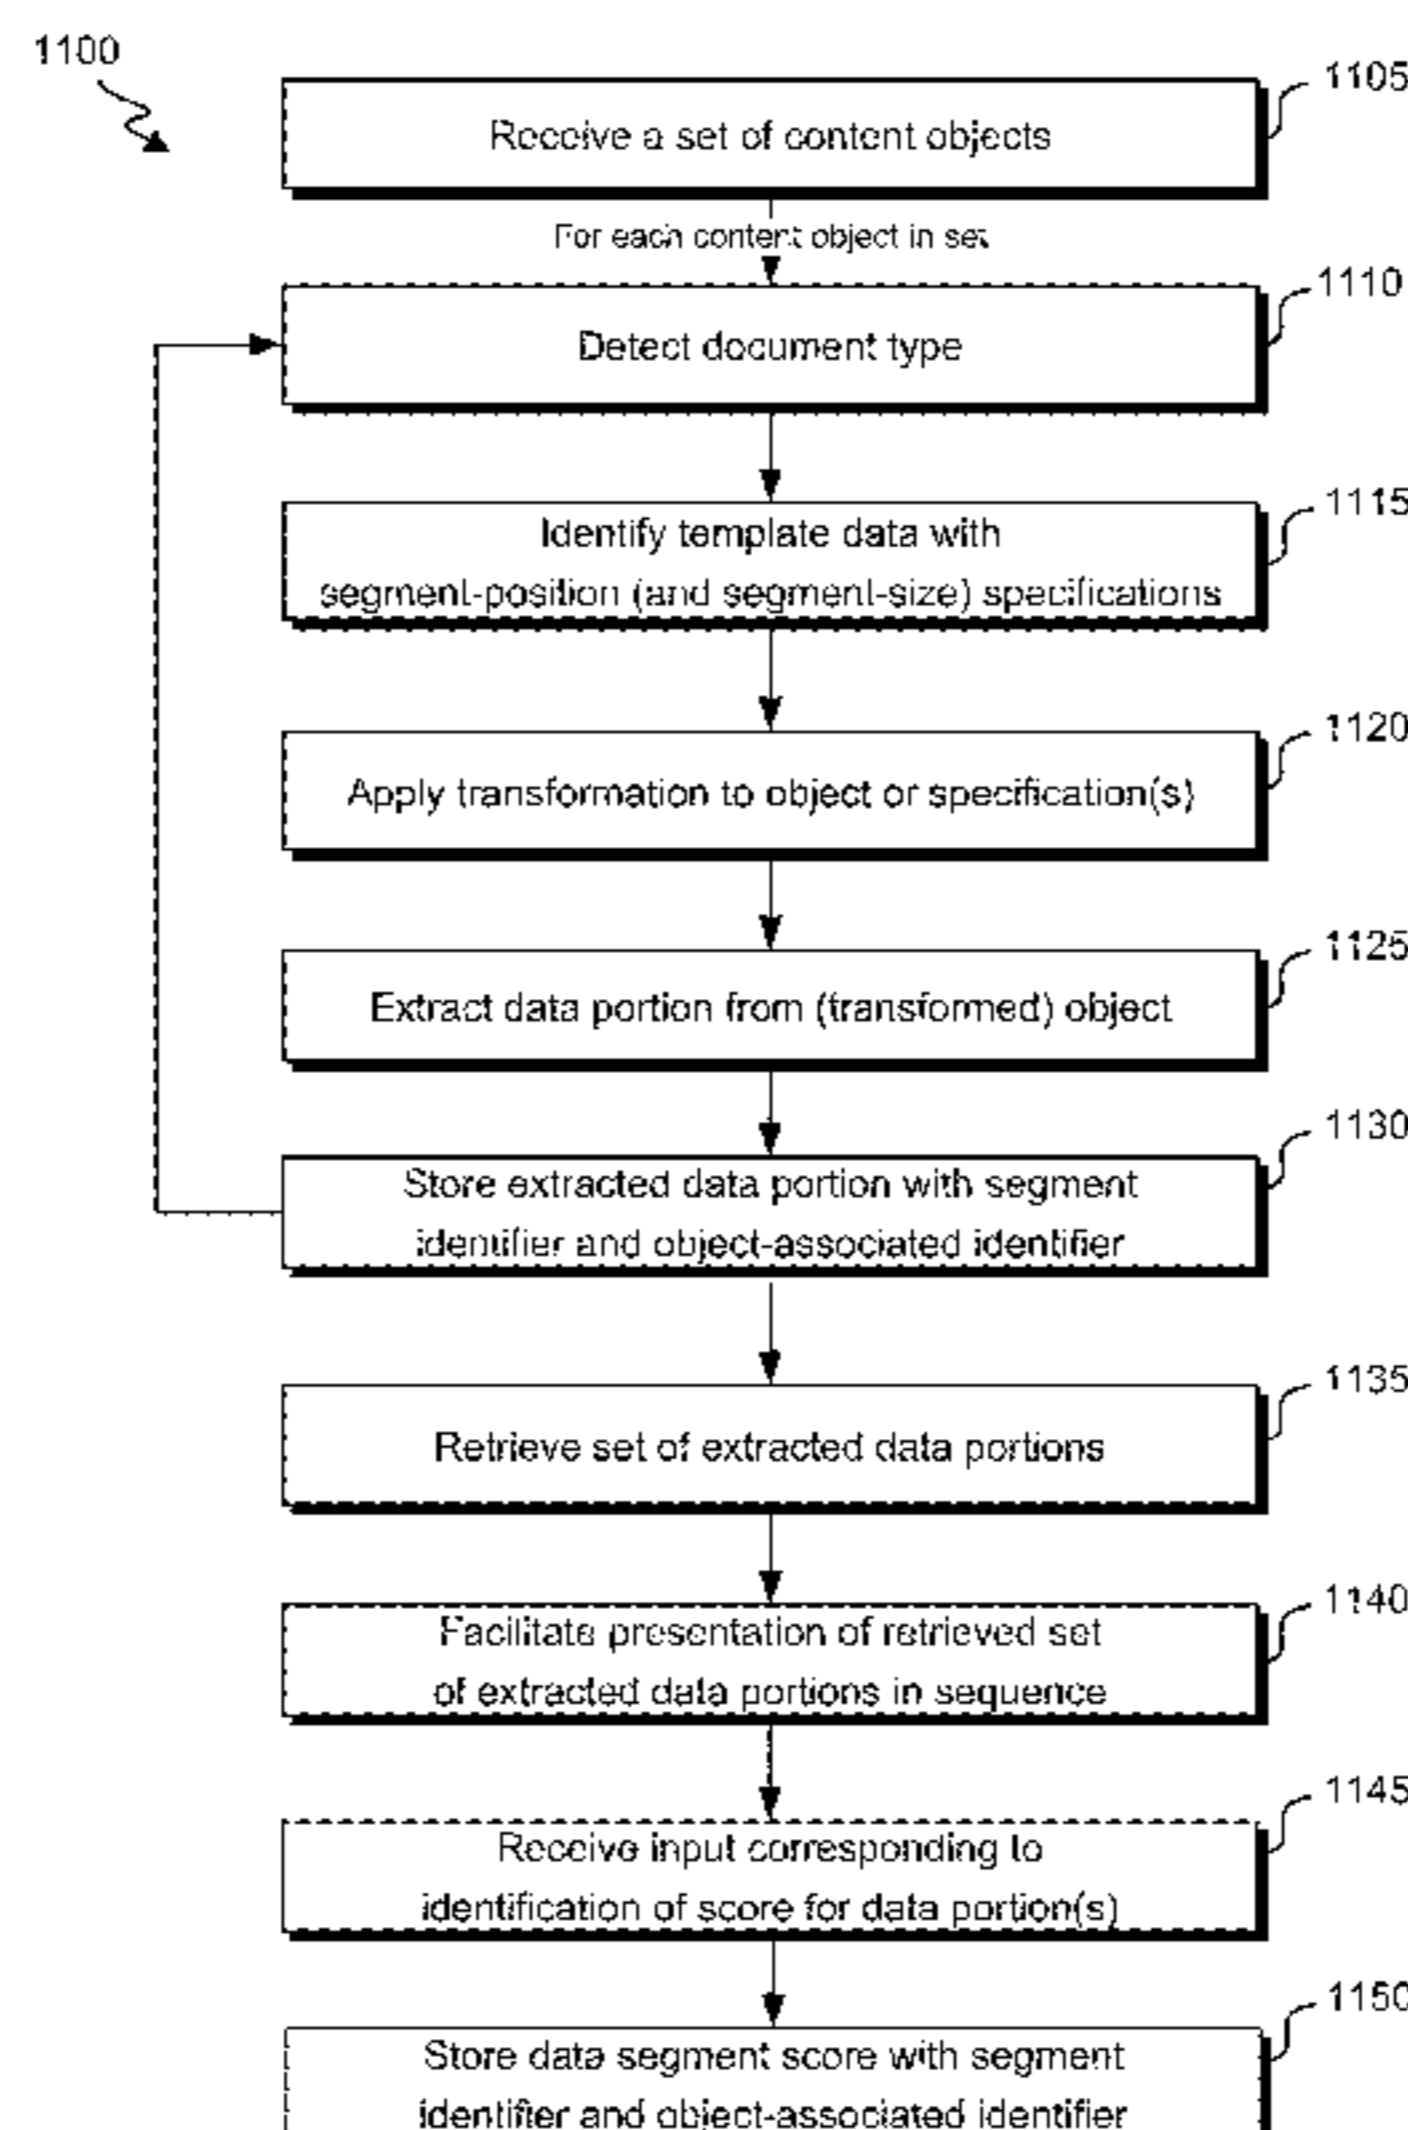 1100
1105
Receive a set of content objects
For each content object in set
1110
Detect document type
1115
Identify template data with
segment-position (and segment-size) specifications
1120
Apply transformation to object or specification(s)
1125
Extract data portion from (transformed) object
1130
Store extracted data portion with segment
identifier and object-associated identifier
1135
Retrieve set of extracted data portions
1140
Facilitate presentation of retrieved set
of extracted data portions in sequence
1145
Receive input corresponding to
identification of score for data portion(s)
1150
Store data segment score with segment
identifier and object-associated identifier